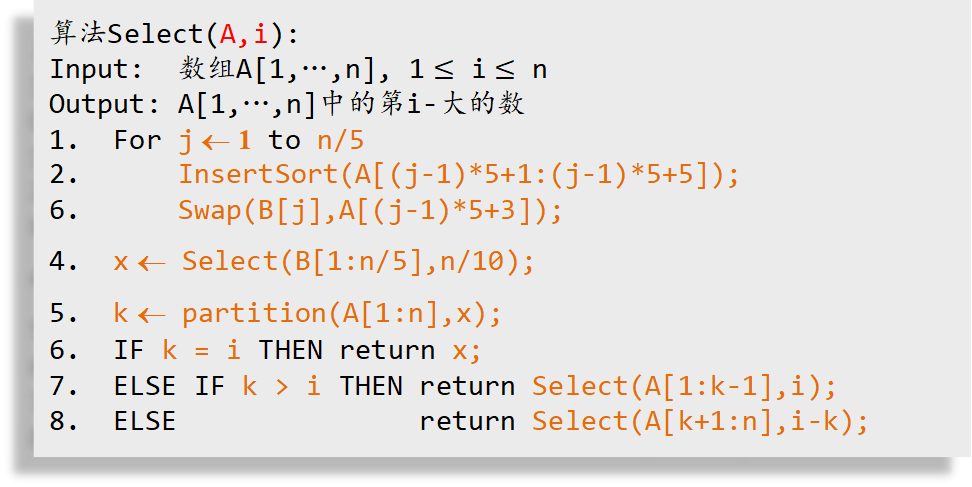 算法Select(A,i):
Input: 数组A[1,⋯,n], 1≤ i≤ n
Output: A[1,⋯,n]中的第i-大的数
1. For j←1 to n/5
2. InsertSort(A[(j-1)*5+1:(j-1)*5+5]);
6. Swap(B[j],A[(j-1)*5+3]);
4. x← Select(B[1:n/5],n/10);
5. k← partition(A[1:n],x);
6. IF k = i THEN return x;
7. ELSE IF k > i THEN return Select(A[1:k-1],i);
8. ELSE return Select(A[k+1:n],i-k);